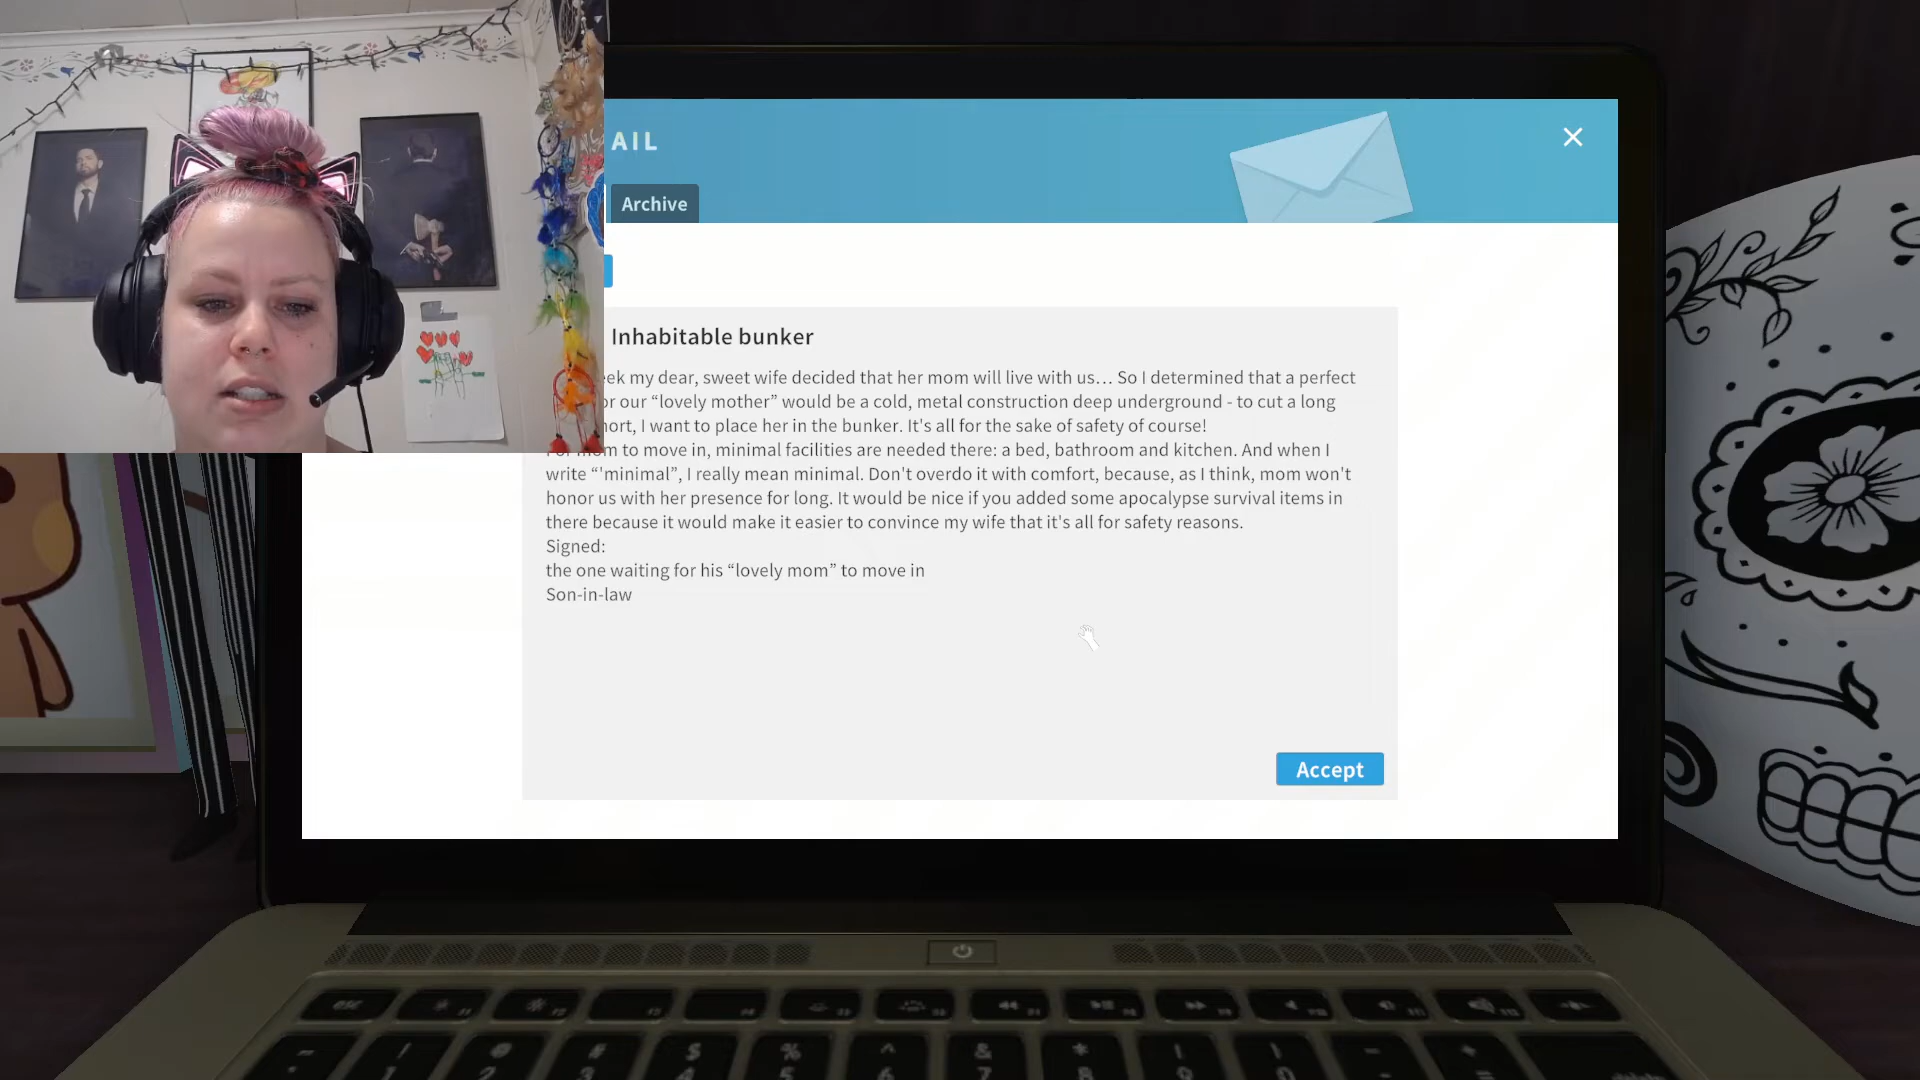 AIL
Archive
Inhabitable bunker
my dear, sweet wife decided that her mom will live with us... So I determined that a perfect
our “lovely mother” would be a cold, metal construction deep underground - to cut a long
I want to place her in the bunker. It's all for the sake of safety of course!
to move in, minimal facilities are needed there: a bed, bathroom and kitchen. And when I
write “'minimal”, I really mean minimal. Don't overdo it with comfort, because, as I think, mom won't
honor us with her presence for long. It would be nice if you added some apocalypse survival items in
there because it would make it easier to convince my wife that it's all for safety reasons.
Signed:
the one waiting for his “lovely mom” to move in
Son-in-law
Accept
esc